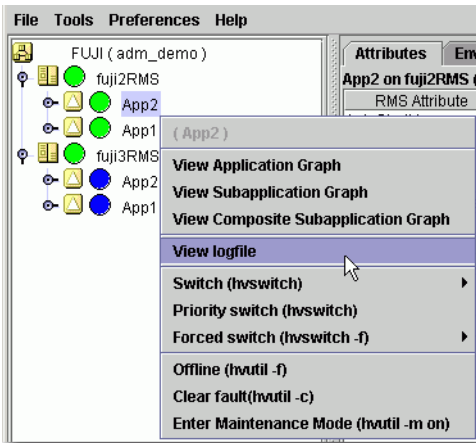 File Tools Preferences Help
FUJI ( adm_demo )
fuji2RMS
App2
App1
fuji3RMS
App2
App1
Attributes
App2 on fuji2RMS (
RMS Attribute
( App2 )
View Application Graph
View Subapplication Graph
View Composite Subapplication Graph
View logfile
Switch (hvswitch)
Priority switch (hvswitch)
Forced switch (hvswitch -f)
Offline (hvutil -f)
Clear fault(hvutil -c)
Enter Maintenance Mode (hvutil -m on)